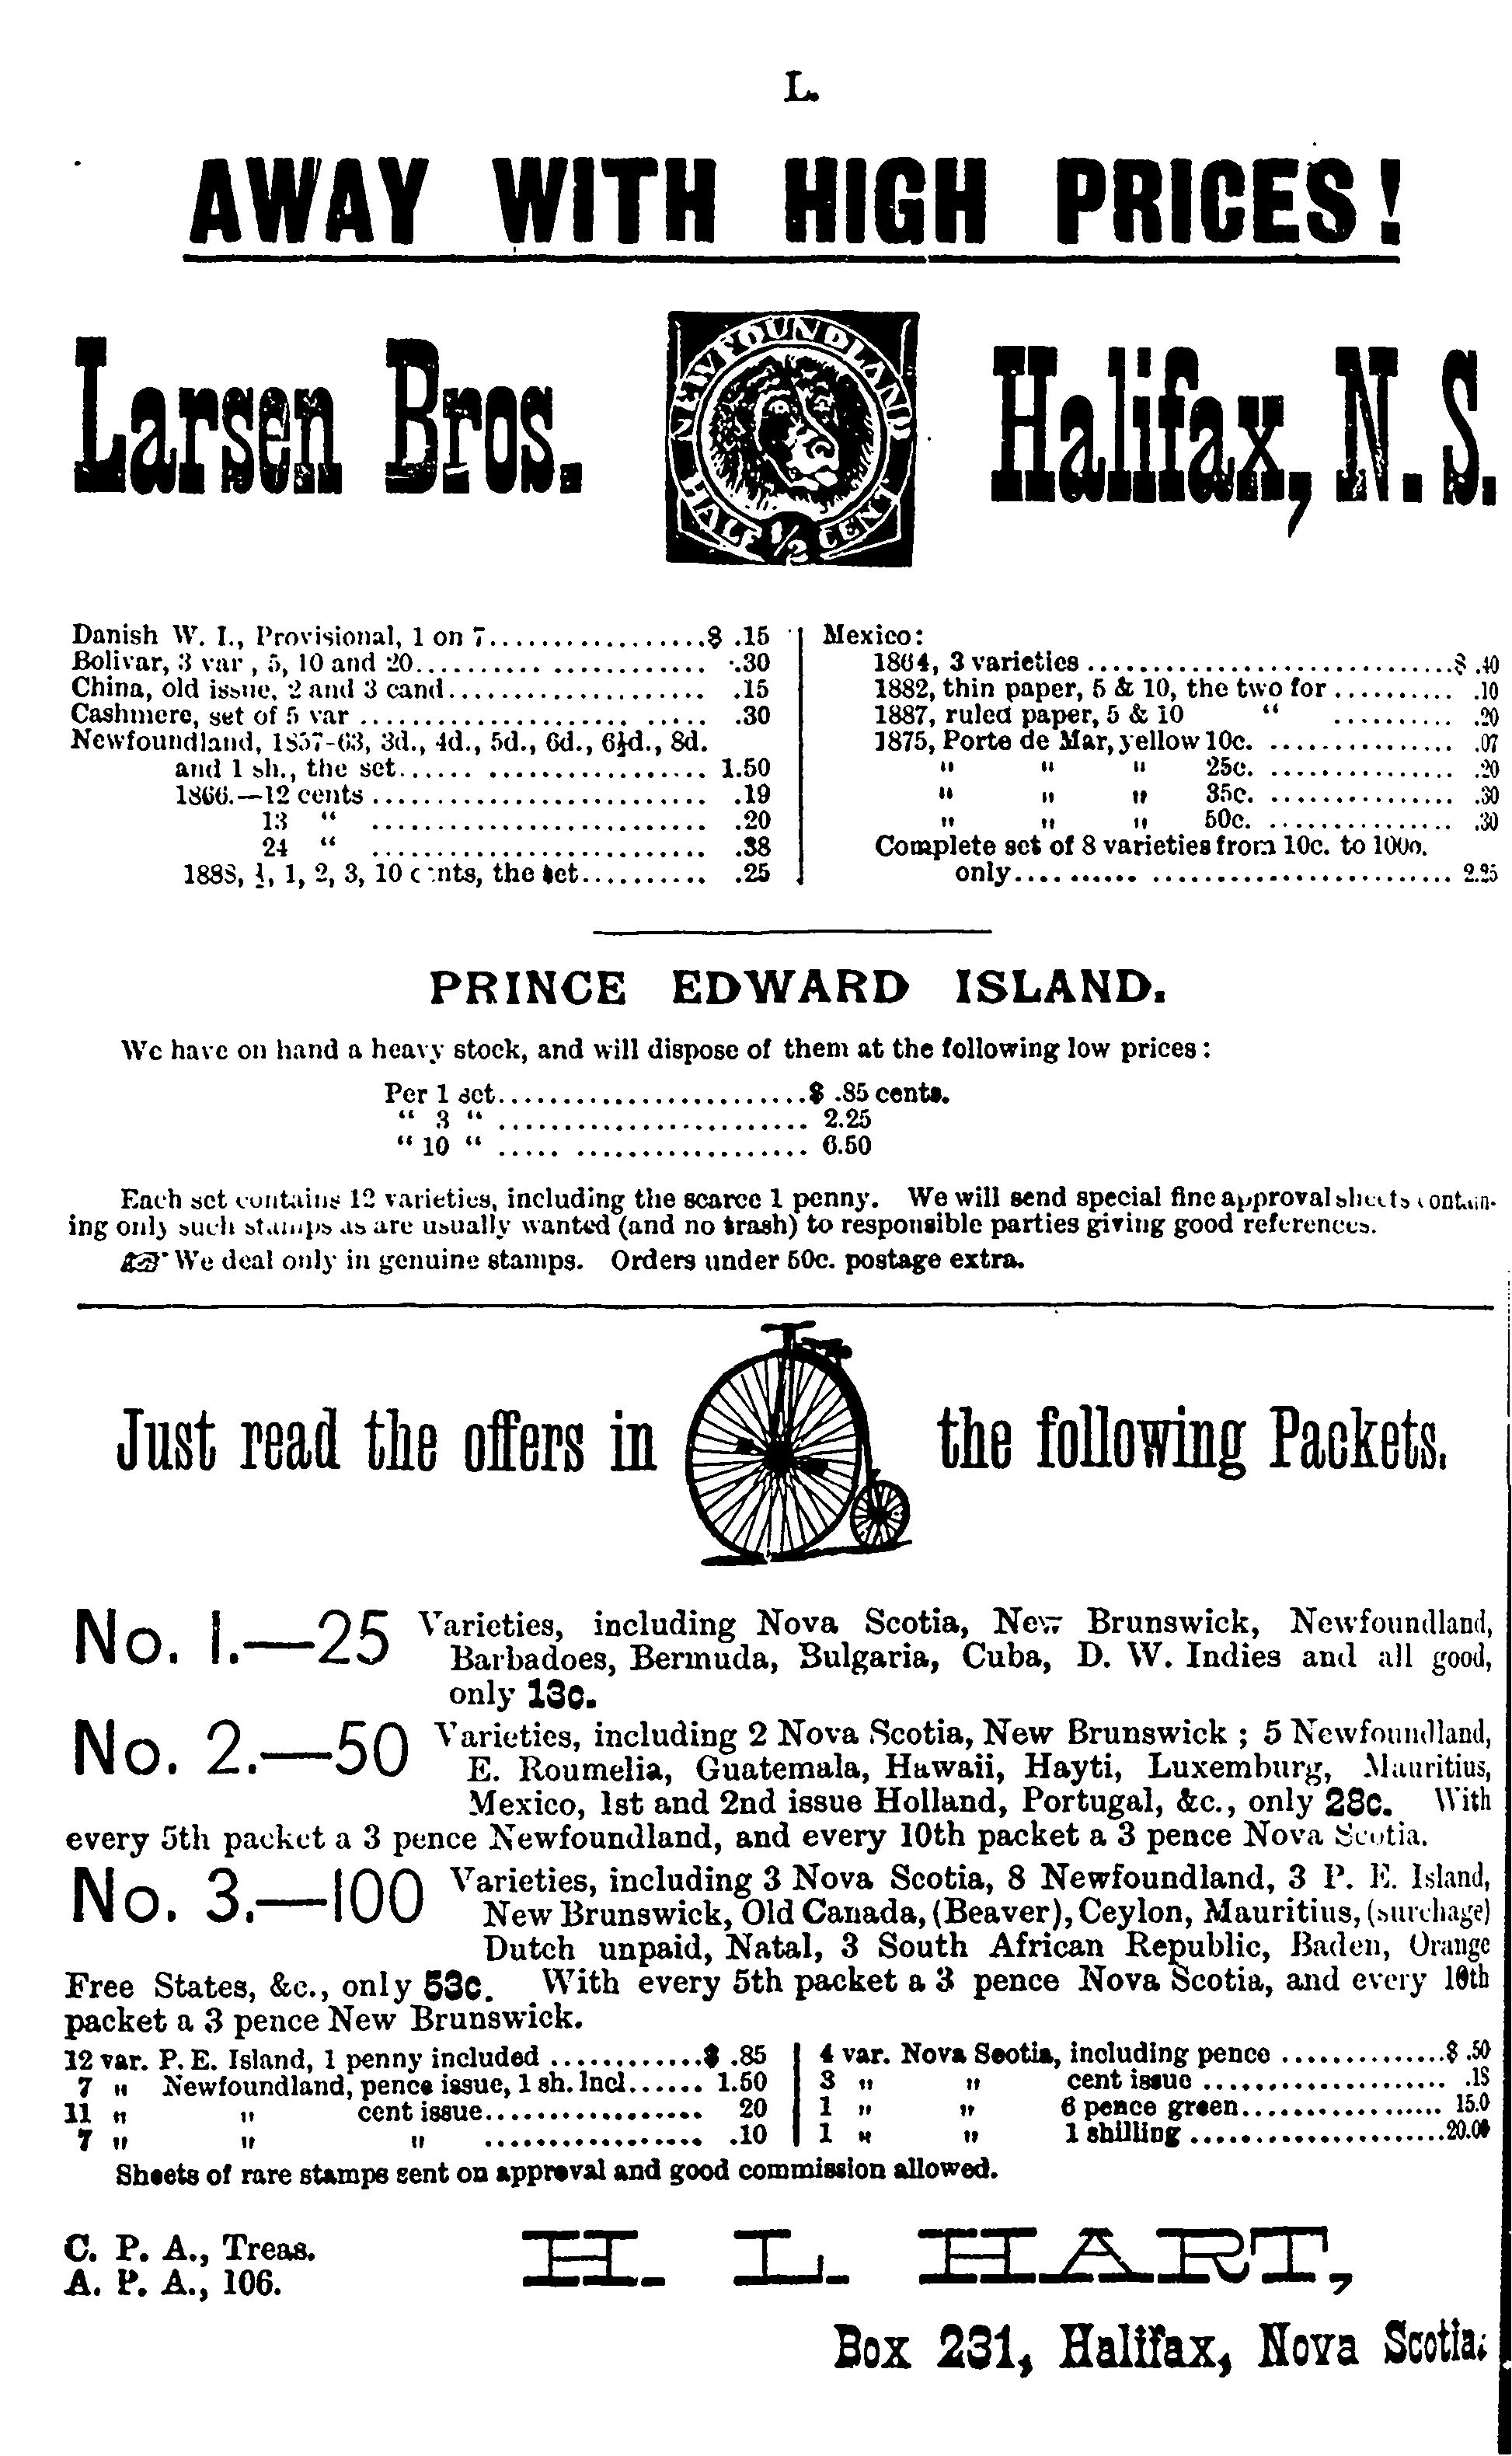 L.
AWAY WITH HIGH PRICES!
Larsen Bros.
NEWFOUNDLAND
HALF 1/2 CENT
Halifax, N. S.
Danish W. I., Provisional, 1 on 7..................$ .15
Bolivar, 3 var , 5, 10 and 20......................... .30
China, old issue, 2 and 3 cand...................... .15
Cashmere, set of 5 var .......................... .30
Newfoundland, 1857-63, 3d., 4d., 5d., 6d., 6½d., 8d.
and 1 sh., the set....................... 1.50
1866.—12 cents .......................... .19
13 “ .......................... .20
24 “ .......................... .38
1888, ½, 1, 2, 3, 10 cents, the set.......... .25
Mexico:
1864, 3 varieties ............................$ .40
1882, thin paper, 5 & 10, the two for .......... .10
1887, ruled paper, 5 & 10 “ .......... .20
1875, Porte de Mar, yellow 10c. ............... .07
“ “ “ 25c. ............... .20
“ “ “ 35c. ............... .30
“ “ “ 50c. ............... .30
Complete set of 8 varieties from 10c. to 100c.
only.................................. 2.25
PRINCE EDWARD ISLAND.
We have on hand a heavy stock, and will dispose of them at the following low prices:
Per 1 set........................$ .85 cents.
“ 3 “ ........................ 2.25
“ 10 “ ....................... 6.50
Each set contains 12 varieties, including the scarce 1 penny. We will send special fine approval sheets contain-
ing only such stamps as are usually wanted (and no trash) to responsible parties giving good references.
☞ We deal only in genuine stamps. Orders under 50c. postage extra.
Just read the offers in the following Packets.
No. 1.—25 Varieties, including Nova Scotia, New Brunswick, Newfoundland,
Barbadoes, Bermuda, Bulgaria, Cuba, D. W. Indies and all good,
only 13c.
No. 2.—50 Varieties, including 2 Nova Scotia, New Brunswick ; 5 Newfoundland,
E. Roumelia, Guatemala, Hawaii, Hayti, Luxemburg, Mauritius,
Mexico, 1st and 2nd issue Holland, Portugal, &c., only 28c. With
every 5th packet a 3 pence Newfoundland, and every 10th packet a 3 pence Nova Scotia.
No. 3.—100 Varieties, including 3 Nova Scotia, 8 Newfoundland, 3 P. E. Island,
New Brunswick, Old Canada, (Beaver), Ceylon, Mauritius, (surchage)
Dutch unpaid, Natal, 3 South African Republic, Baden, Orange
Free States, &c., only 53c. With every 5th packet a 3 pence Nova Scotia, and every 10th
packet a 3 pence New Brunswick.
12 var. P. E. Island, 1 penny included ............$ .85
7 " Newfoundland, pence issue, 1 sh. Incl...... 1.50
11 " " cent issue................. 20
7 " " " ................. .10
4 var. Nova Scotia, including pence ..............$ .50
3 " " cent issue ..................... .18
1 " " 6 pence green.................. 15.0
1 " " 1 shilling ......................20.00
Sheets of rare stamps sent on approval and good commission allowed.
C. P. A., Treas.
A. P. A., 106.
H. L. HART,
Box 231, Halifax, Nova Scotia.